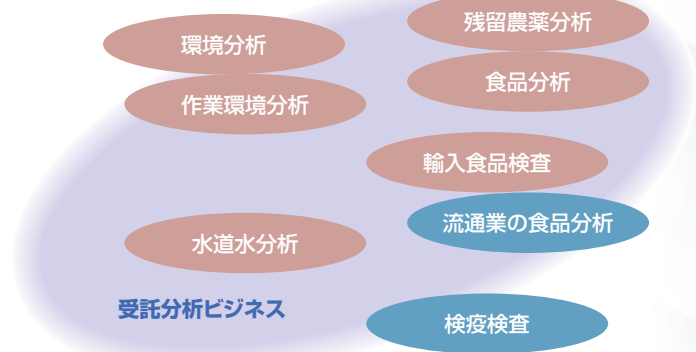 残留農薬分析
環境分析
食品分析
作業環境分析
輸入食品検査
流通業の食品分析
水道水分析
受託分析ビジネス
検疫検査